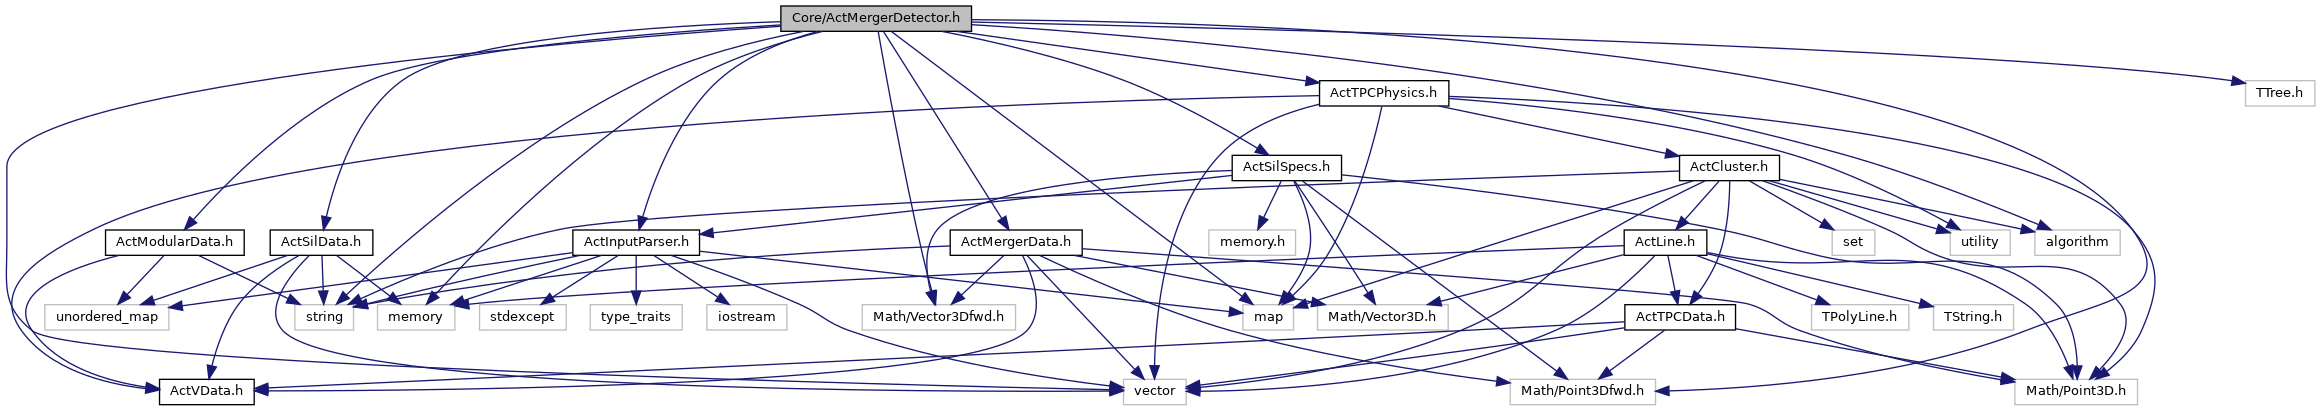 Core/ActMergerDetector.h
TTree.h
ActTPCPhysics.h
ActSilSpecs.h
ActCluster.h
ActModularData.h
ActSilData.h
ActInputParser.h
memory.h
ActMergerData.h
ActLine.h
set
utility
algorithm
unordered_map
string
memory
stdexcept
type_traits
iostream
Math/Vector3Dfwd.h
map
Math/Vector3D.h
ActTPCData.h
TPolyLine.h
TString.h
ActVData.h
vector
Math/Point3Dfwd.h
Math/Point3D.h